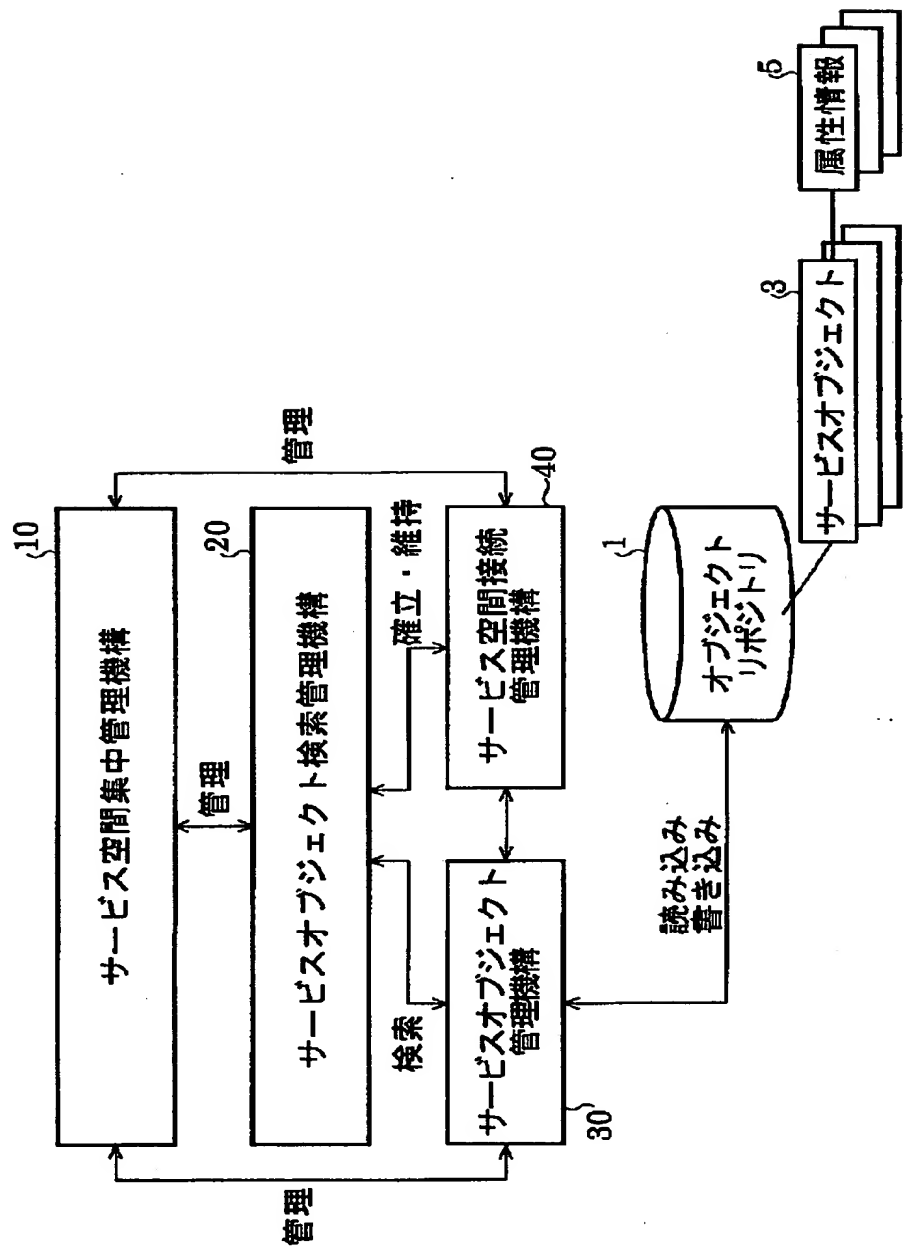 10
サービス空間集中管理機構
管理
管理
管理
20
サービスオブジェクト検索管理機構
検索
確立・維持
サービスオブジェクト
管理機構
30
サービス空間接続
管理機構
40
読み込み
書き込み
1
オブジェクト
リポジトリ
3
サービスオブジェクト
5
属性情報